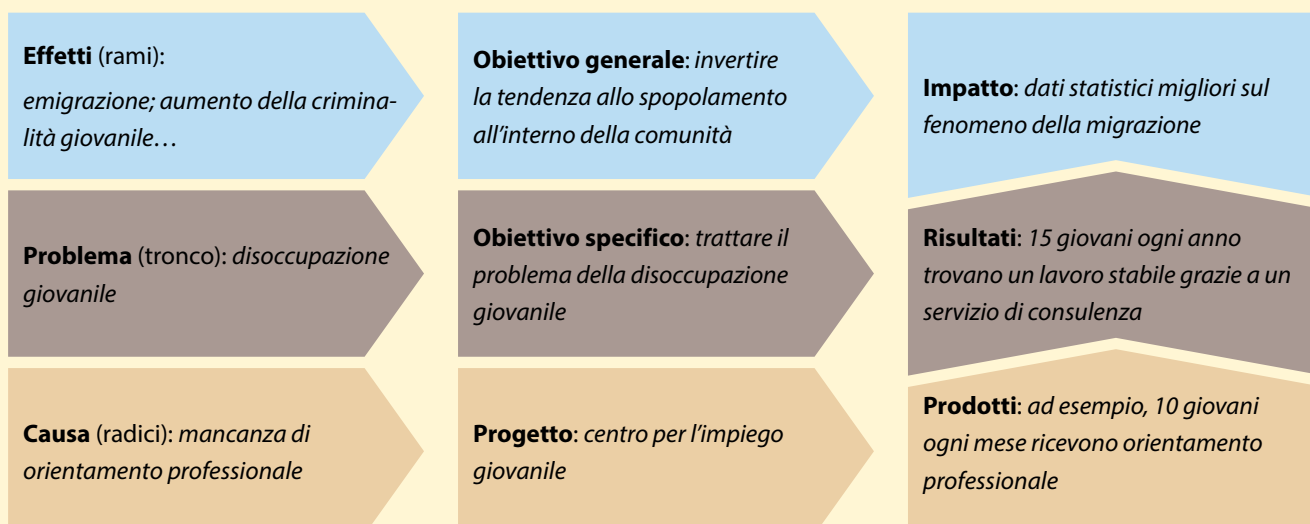 Effetti (rami):
emigrazione; aumento della crimina-
lità giovanile…
Obiettivo generale: invertire
la tendenza allo spopolamento
all’interno della comunità
Impatto: dati statistici migliori sul
fenomeno della migrazione
Problema (tronco): disoccupazione
giovanile
Obiettivo specifico: trattare il
problema della disoccupazione
giovanile
Risultati: 15 giovani ogni anno
trovano un lavoro stabile grazie a un
servizio di consulenza
Causa (radici): mancanza di
orientamento professionale
Progetto: centro per l’impiego
giovanile
Prodotti: ad esempio, 10 giovani
ogni mese ricevono orientamento
professionale